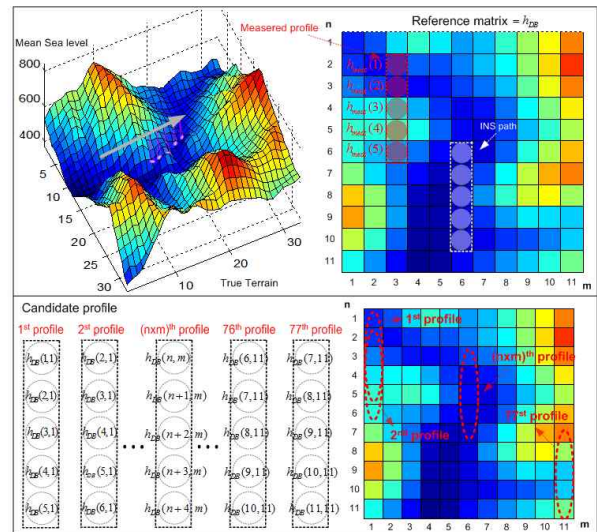 Mean Sea level
800
600
400
5
10
15
20
25
30
10
20
30
True Terrain
Measered profile
Reference matrix = h_DB
n
1
2
3
4
5
6
7
8
9
10
11
1 2 3 4 5 6 7 8 9 10 11 m
h_mea(1)
h_mea(2)
h_mea(3)
h_mea(4)
h_mea(5)
INS path
Candidate profile
1st profile 2st profile (nxm)th profile 76th profile 77th profile
h_DB(1,1) h_DB(2,1) h_DB(n, m) h_DB(6,11) h_DB(7,11)
h_DB(2,1) h_DB(3,1) h_DB(n+1, m) h_DB(7,11) h_DB(8,11)
h_DB(3,1) h_DB(4,1) ... h_DB(n+2, m) ... h_DB(8,11) h_DB(9,11)
h_DB(4,1) h_DB(5,1) h_DB(n+3, m) h_DB(9,11) h_DB(10,11)
h_DB(5,1) h_DB(6,1) h_DB(n+4, m) h_DB(10,11) h_DB(11,11)
n
1
2
3
4
5
6
7
8
9
10
11
1 2 3 4 5 6 7 8 9 10 11 m
1st profile
(nxm)th profile
2nd profile
77st profile